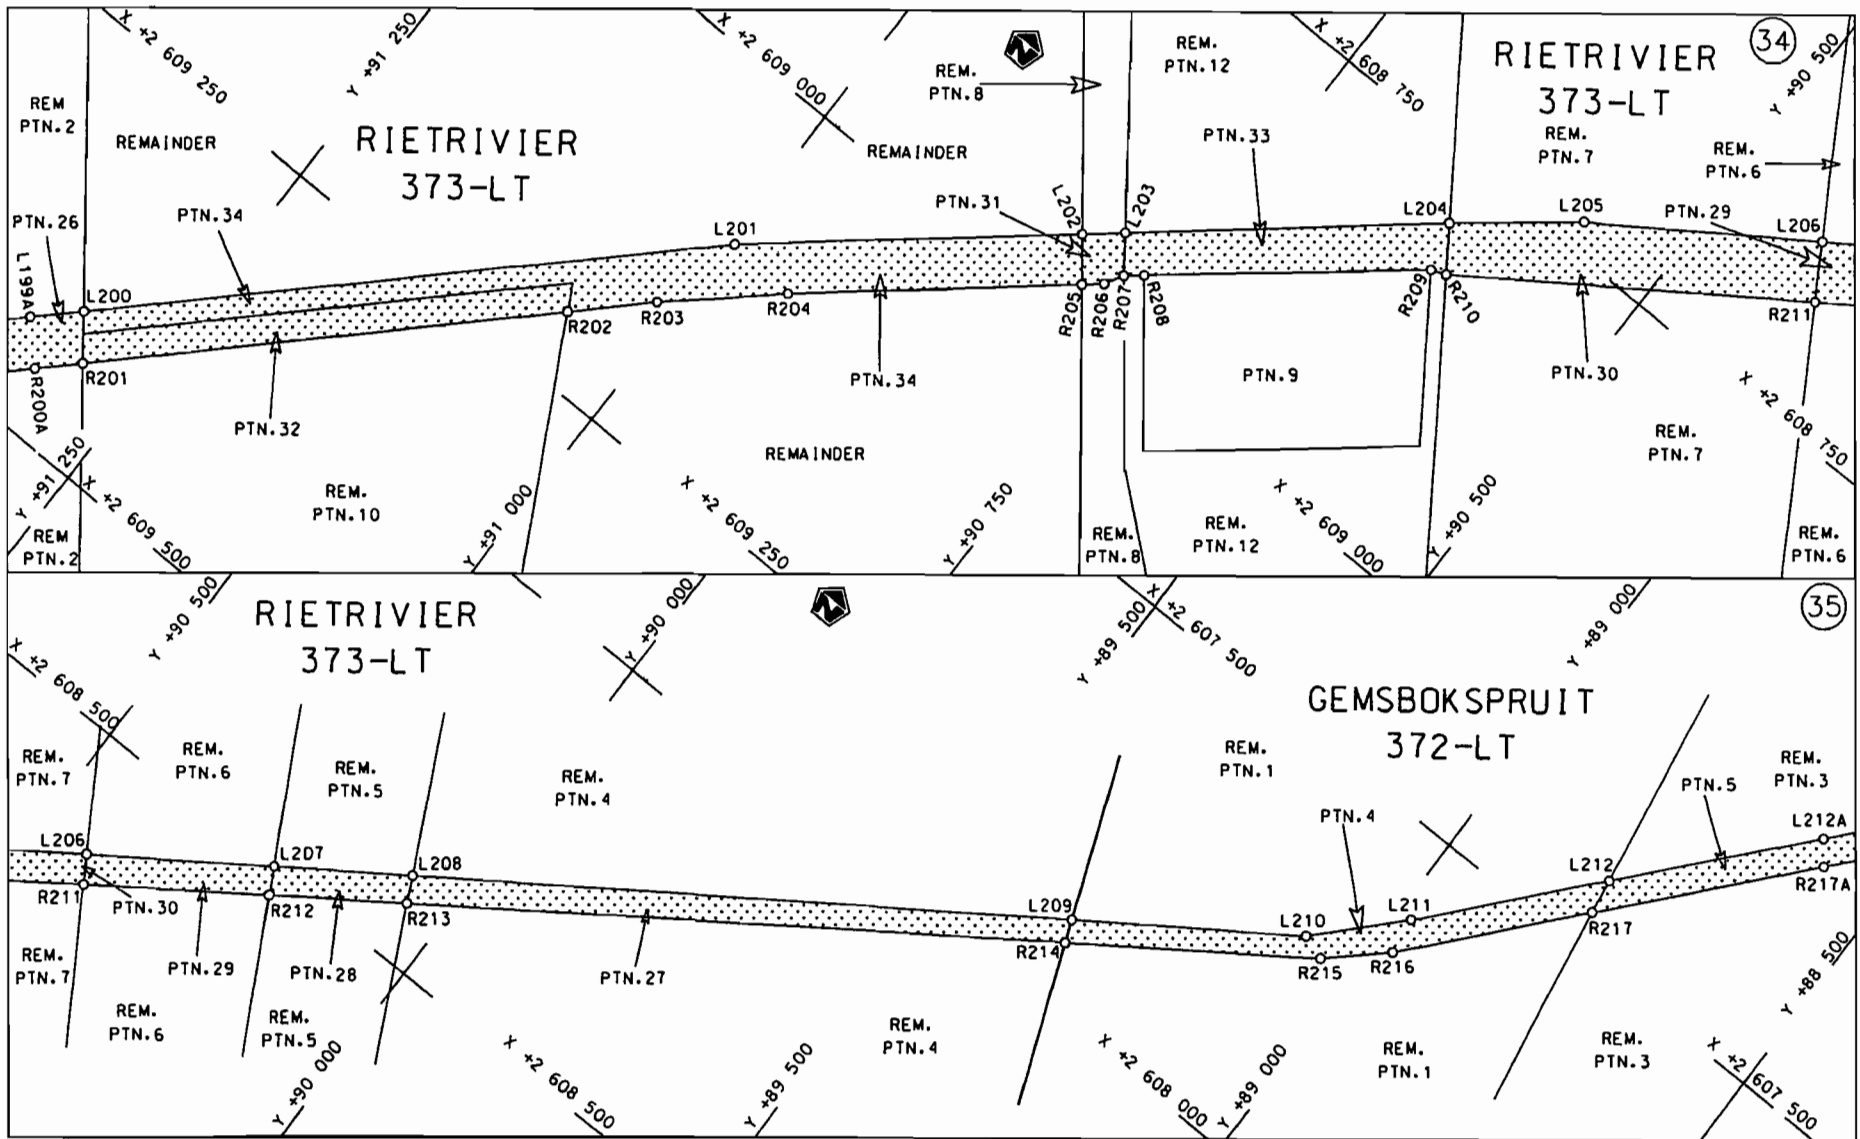 X +2 609 250
Y +91 250
X +2 609 000
X +2 608 750
Y +90 500
34
REM
PTN.2
REMAINDER
RIETRIVIER
373-LT
REM.
PTN.8
REMAINDER
REM.
PTN.12
RIETRIVIER
373-LT
REM.
PTN.7
REM.
PTN.6
PTN.26
PTN.34
PTN.31
PTN.33
PTN.29
L199A
L200
L201
L202
L203
L204
L205
L206
R200A
R201
R202
R203
R204
R205
R206
R207
R208
R209
R210
R211
PTN.32
PTN.34
PTN.9
PTN.30
Y +91 250
X +2 609 500
REM
PTN.2
REM.
PTN.10
Y +91 000
REMAINDER
X +2 609 250
Y +90 750
REM.
PTN.8
REM.
PTN.12
X +2 609 000
Y +90 500
REM.
PTN.7
X +2 608 750
REM.
PTN.6
35
RIETRIVIER
373-LT
Y +90 500
Y +90 000
Y +89 500
X +2 607 500
Y +89 000
X +2 608 500
GEMSBOKSPRUIT
372-LT
REM.
PTN.7
REM.
PTN.6
REM.
PTN.5
REM.
PTN.4
REM.
PTN.1
PTN.4
PTN.5
REM.
PTN.3
L206
L207
L208
L209
L210
L211
L212
L212A
R211
R212
R213
R214
R215
R216
R217
R217A
PTN.30
PTN.29
PTN.28
PTN.27
REM.
PTN.7
REM.
PTN.6
REM.
PTN.5
REM.
PTN.4
REM.
PTN.1
REM.
PTN.3
Y +90 000
X +2 608 500
Y +89 500
X +2 608 000
Y +89 000
Y +88 500
X +2 607 500